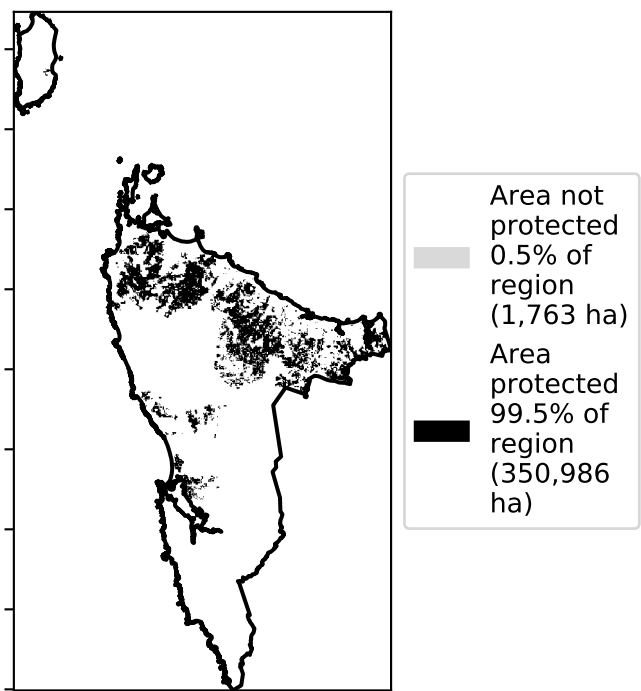 Area not
protected
0.5% of
region
(1,763 ha)
Area
protected
99.5% of
region
(350,986
ha)